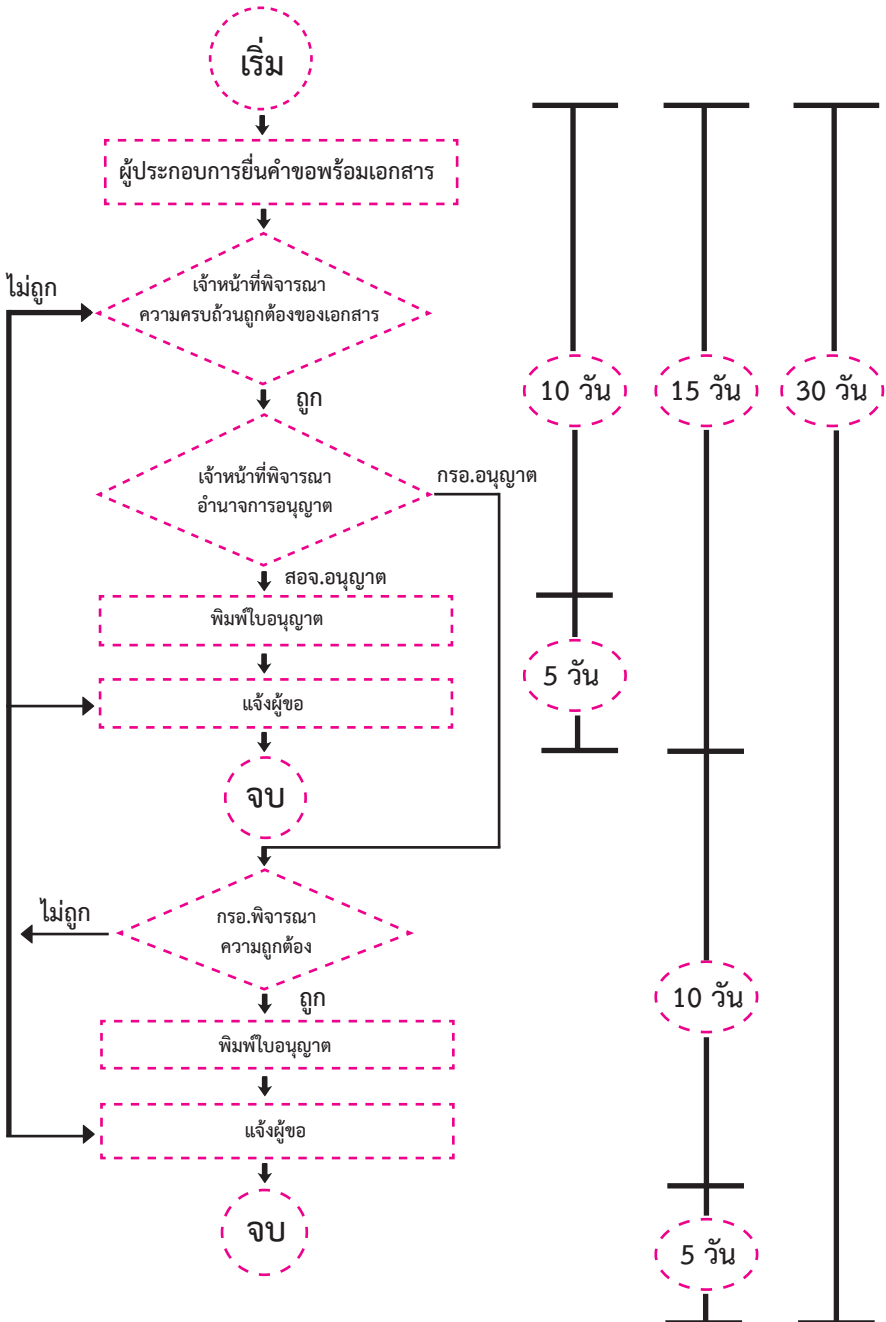 เริ่ม
ผู้ประกอบการยื่นคำขอพร้อมเอกสาร
ไม่ถูก
เจ้าหน้าที่พิจารณา
ความครบถ้วนถูกต้องของเอกสาร
ถูก
เจ้าหน้าที่พิจารณา
อำนาจการอนุญาต
กรอ.อนุญาต
สอจ.อนุญาต
พิมพ์ใบอนุญาต
แจ้งผู้ขอ
จบ
ไม่ถูก
กรอ.พิจารณา
ความถูกต้อง
ถูก
พิมพ์ใบอนุญาต
แจ้งผู้ขอ
จบ
10 วัน
15 วัน
30 วัน
5 วัน
10 วัน
5 วัน